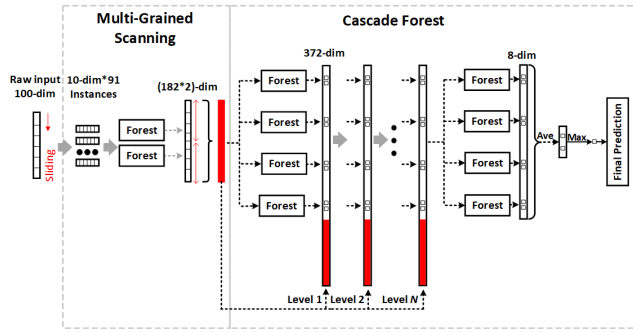 Multi-Grained
Scanning
Cascade Forest
Raw input
100-dim
10-dim*91
Instances
(182*2)-dim
372-dim
8-dim
Sliding
Forest
Forest
Forest
Forest
Forest
Forest
Forest
Forest
Forest
Forest
Ave
Max
Final Prediction
Level 1
Level 2
Level N